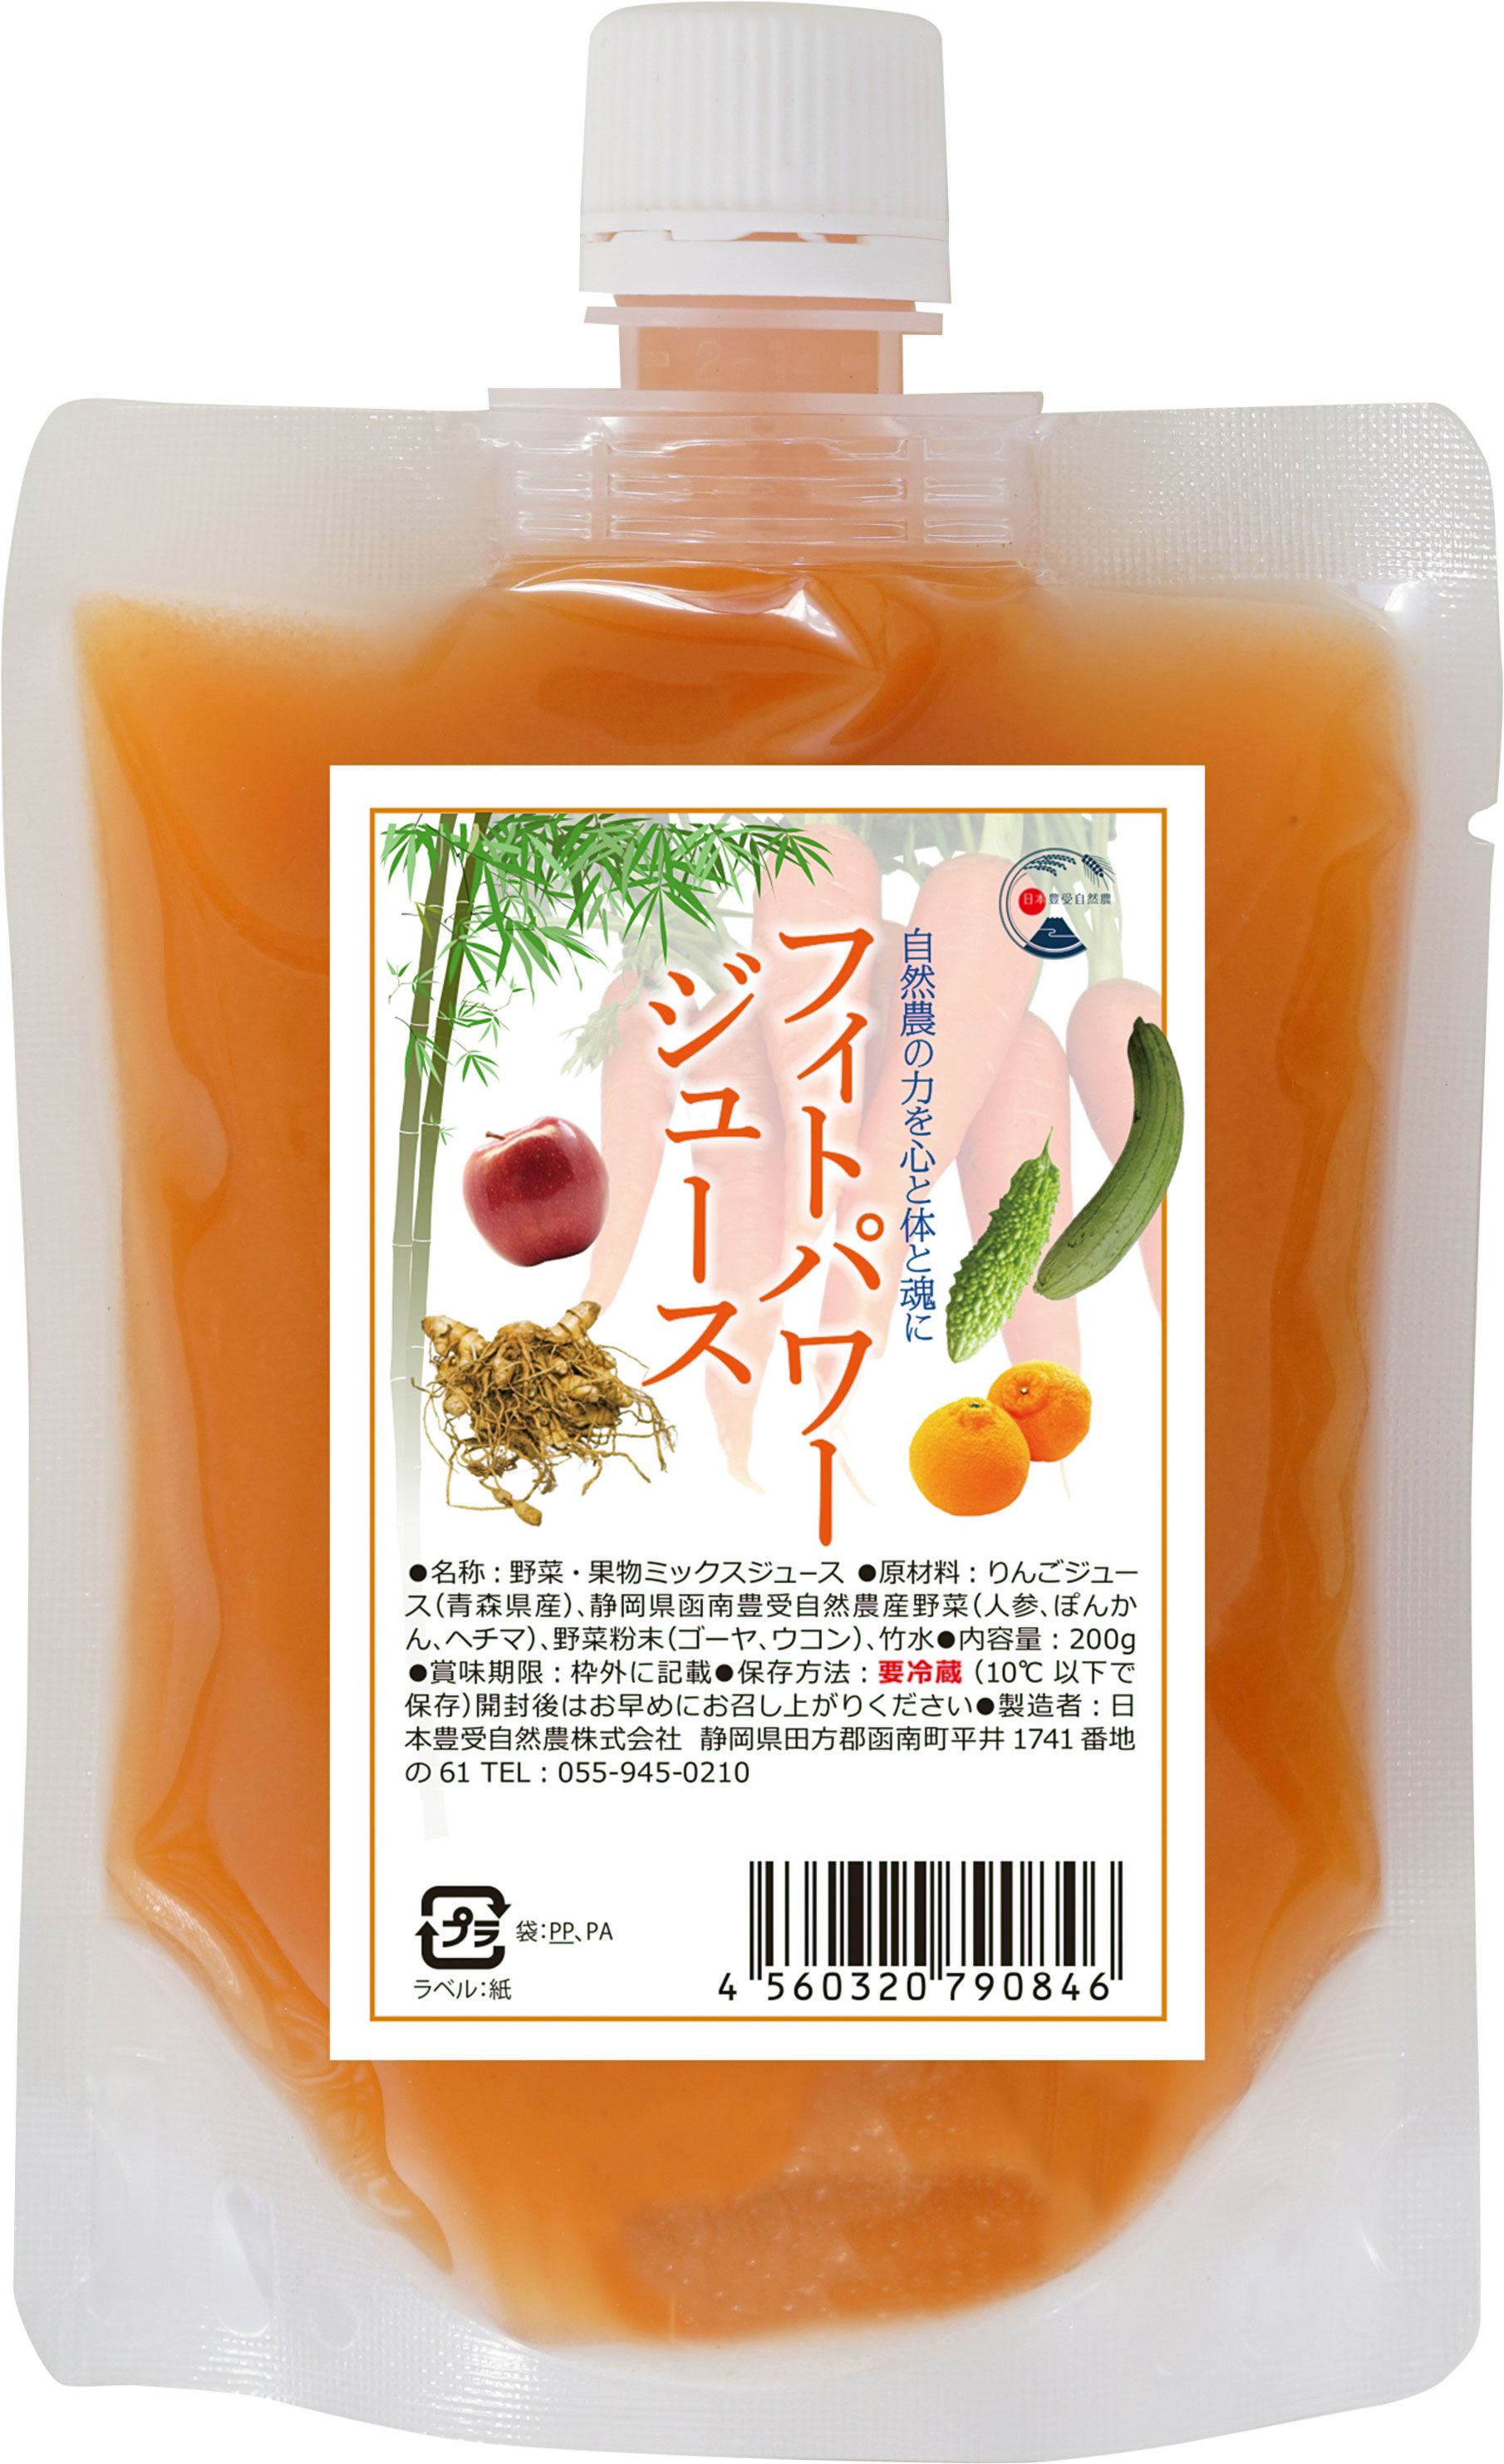 2-14
日本豊受自然農
自然農の力を心と体と魂に
フィトパワー
ジュース
●名称：野菜・果物ミックスジュース ●原材料：りんごジュー
ス（青森県産）、静岡県函南豊受自然農産野菜（人参、ぽんか
ん、ヘチマ）、野菜粉末（ゴーヤ、ウコン）、竹水●内容量：200g
●賞味期限：枠外に記載●保存方法：要冷蔵（10℃ 以下で
保存）開封後はお早めにお召し上がりください●製造者：日
本豊受自然農株式会社 静岡県田方郡函南町平井 1741 番地
の 61 TEL：055-945-0210
プラ 袋：PP、PA
ラベル：紙
4 560320 790846